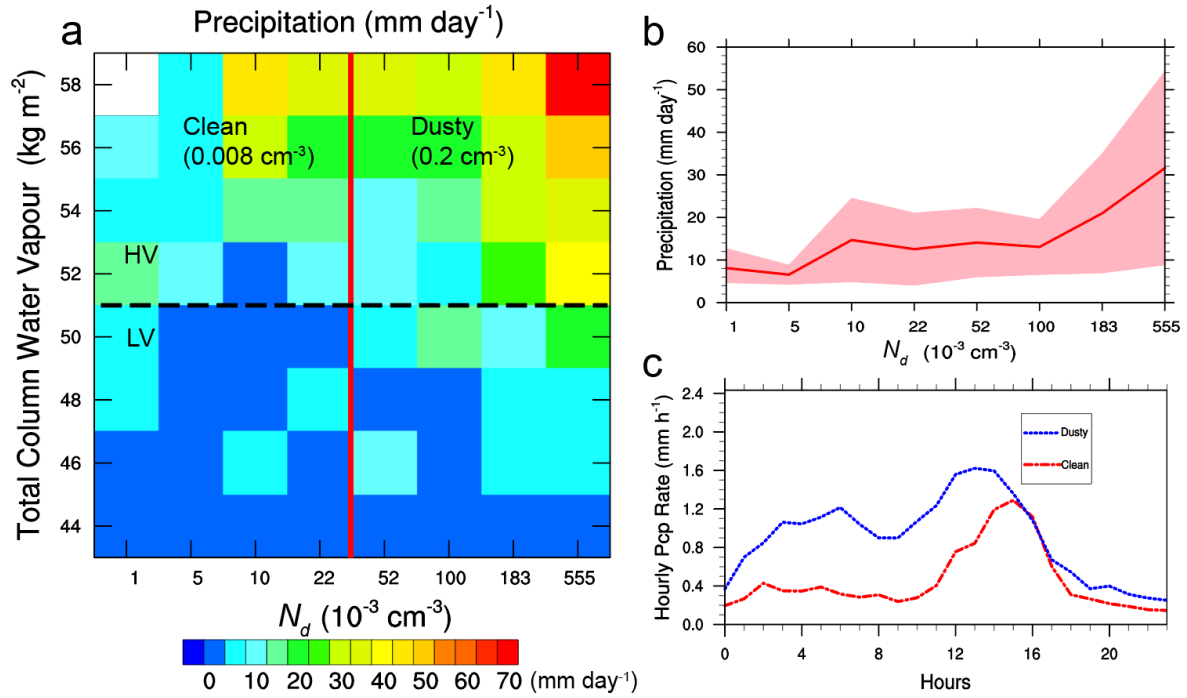 a
Precipitation (mm day-1)
Total Column Water Vapour (kg m-2)
58
56
54
52
50
48
46
44
Clean
(0.008 cm-3)
Dusty
(0.2 cm-3)
HV
LV
1 5 10 22 52 100 183 555
Nd (10-3 cm-3)
0 10 20 30 40 50 60 70 (mm day-1)
b
Precipitation (mm day-1)
60
50
40
30
20
10
0
1 5 10 22 52 100 183 555
Nd (10-3 cm-3)
c
Hourly Pcp Rate (mm h-1)
2.4
2.0
1.6
1.2
0.8
0.4
0.0
Dusty
Clean
0 4 8 12 16 20
Hours